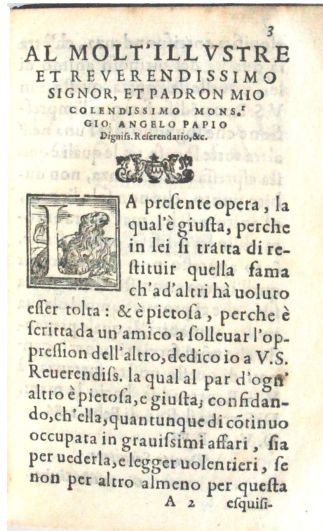 3
AL MOLT'ILLVSTRE
ET REVERENDISSIMO
SIGNOR, ET PADRON MIO
COLENDISSIMO MONS.r
GIO: ANGELO PAPIO
Digniss. Referendario, &c.
LA presente opera, la
qual'è giusta, perche
in lei si tràtta di re-
stituir quella fama
ch'ad'altri hà uoluto
esser tolta: & è pietosa, perche è
scritta da un'amico a solleuar l'op-
pression dell'altro, dedico io a V.S.
Reuerendiss. la qual al par d'ogn'
altro è pietosa, e giusta; confidan-
do, ch'ella, quantunque di cõtinuo
occupata in grauissimi affari, sia
per uederla, e legger uolentieri, se
non per altro almeno per questa
A 2 esquisi-